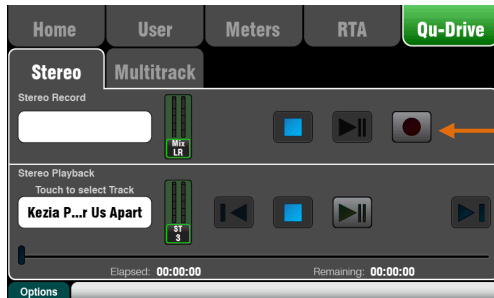 Home User Meters RTA Qu-Drive
Stereo Multitrack
Stereo Record
Mix
LR
Stereo Playback
Touch to select Track
Kezia P...r Us Apart
ST
3
Elapsed: 00:00:00 Remaining: 00:00:00
Options